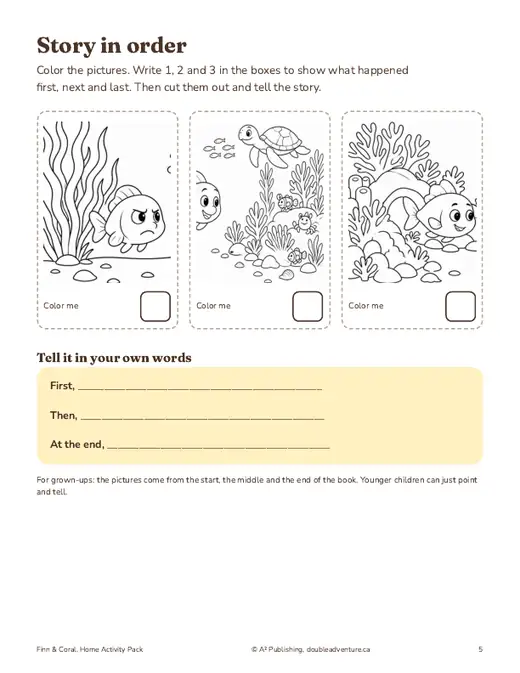 Story in order
Color the pictures. Write 1, 2 and 3 in the boxes to show what happened
first, next and last. Then cut them out and tell the story.
Color me
Color me
Color me
Tell it in your own words
First, ______________________________________________
Then, ______________________________________________
At the end, __________________________________________
For grown-ups: the pictures come from the start, the middle and the end of the book. Younger children can just point
and tell.
Finn & Coral, Home Activity Pack
© A² Publishing, doubleadventure.ca
5